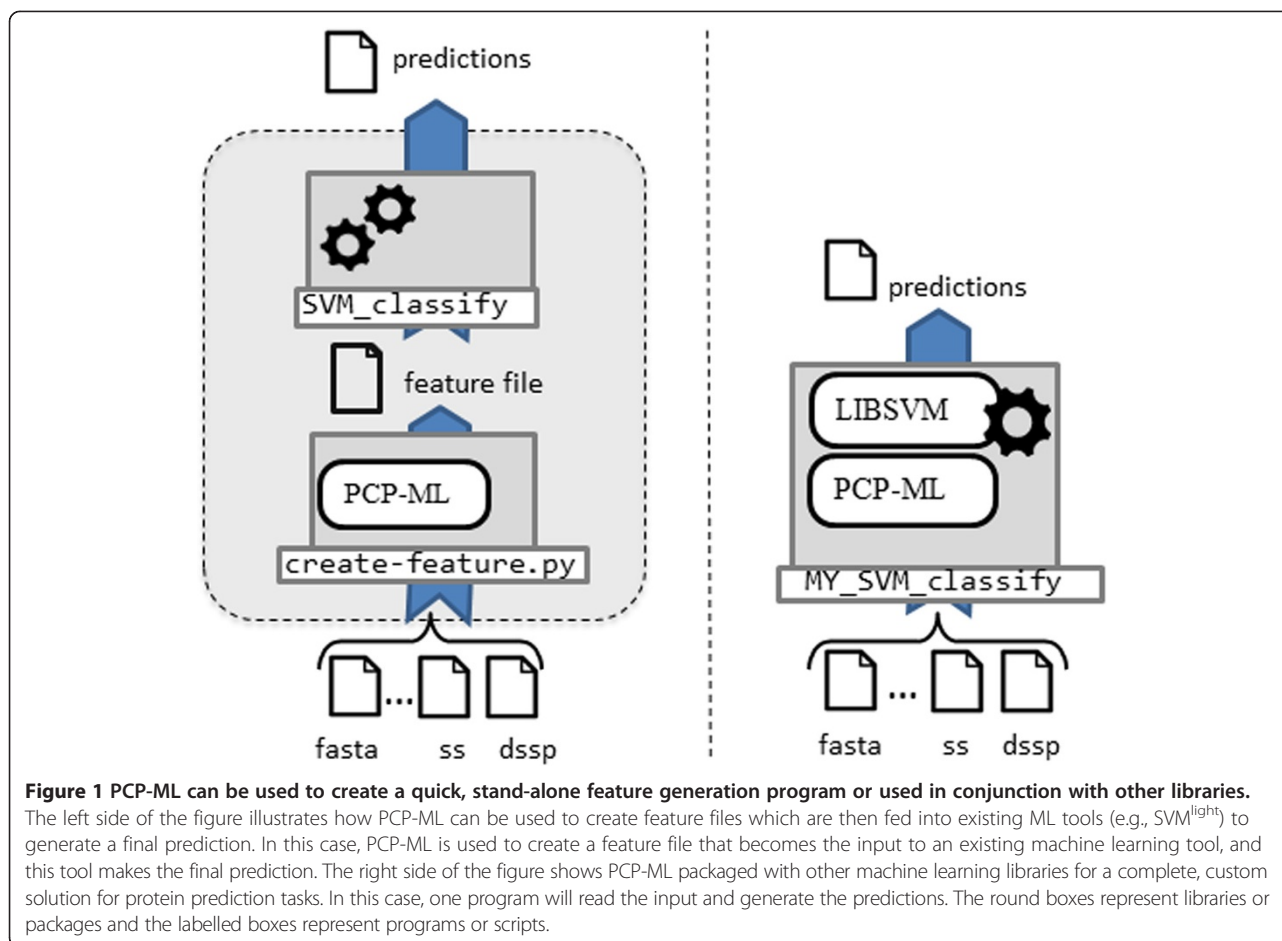 predictions
SVM_classify
feature file
PCP-ML
create-feature.py
...
fasta ss dssp
predictions
LIBSVM
PCP-ML
MY_SVM_classify
...
fasta ss dssp
Figure 1 PCP-ML can be used to create a quick, stand-alone feature generation program or used in conjunction with other libraries.
The left side of the figure illustrates how PCP-ML can be used to create feature files which are then fed into existing ML tools (e.g., SVMlight) to
generate a final prediction. In this case, PCP-ML is used to create a feature file that becomes the input to an existing machine learning tool, and
this tool makes the final prediction. The right side of the figure shows PCP-ML packaged with other machine learning libraries for a complete, custom
solution for protein prediction tasks. In this case, one program will read the input and generate the predictions. The round boxes represent libraries or
packages and the labelled boxes represent programs or scripts.